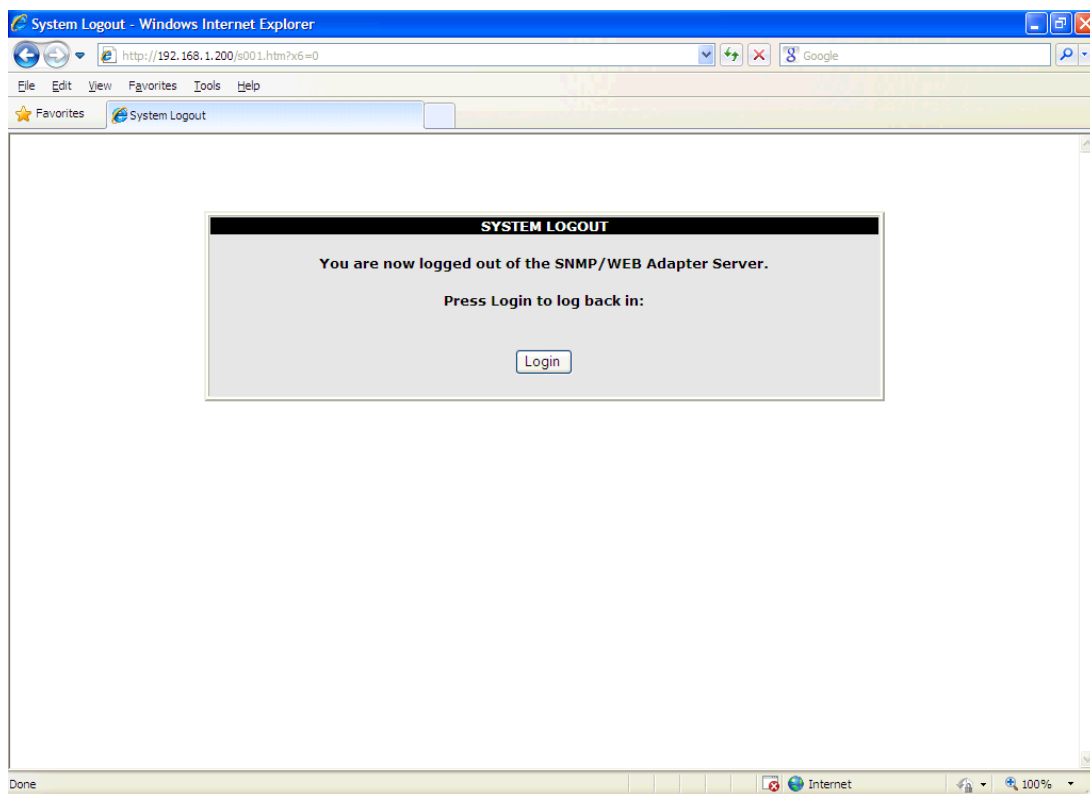 System Logout - Windows Internet Explorer
http://192.168.1.200/s001.htm?x6=0
Google
File Edit View Favorites Tools Help
Favorites
System Logout
SYSTEM LOGOUT
You are now logged out of the SNMP/WEB Adapter Server.
Press Login to log back in:
Login
Done
Internet
100%